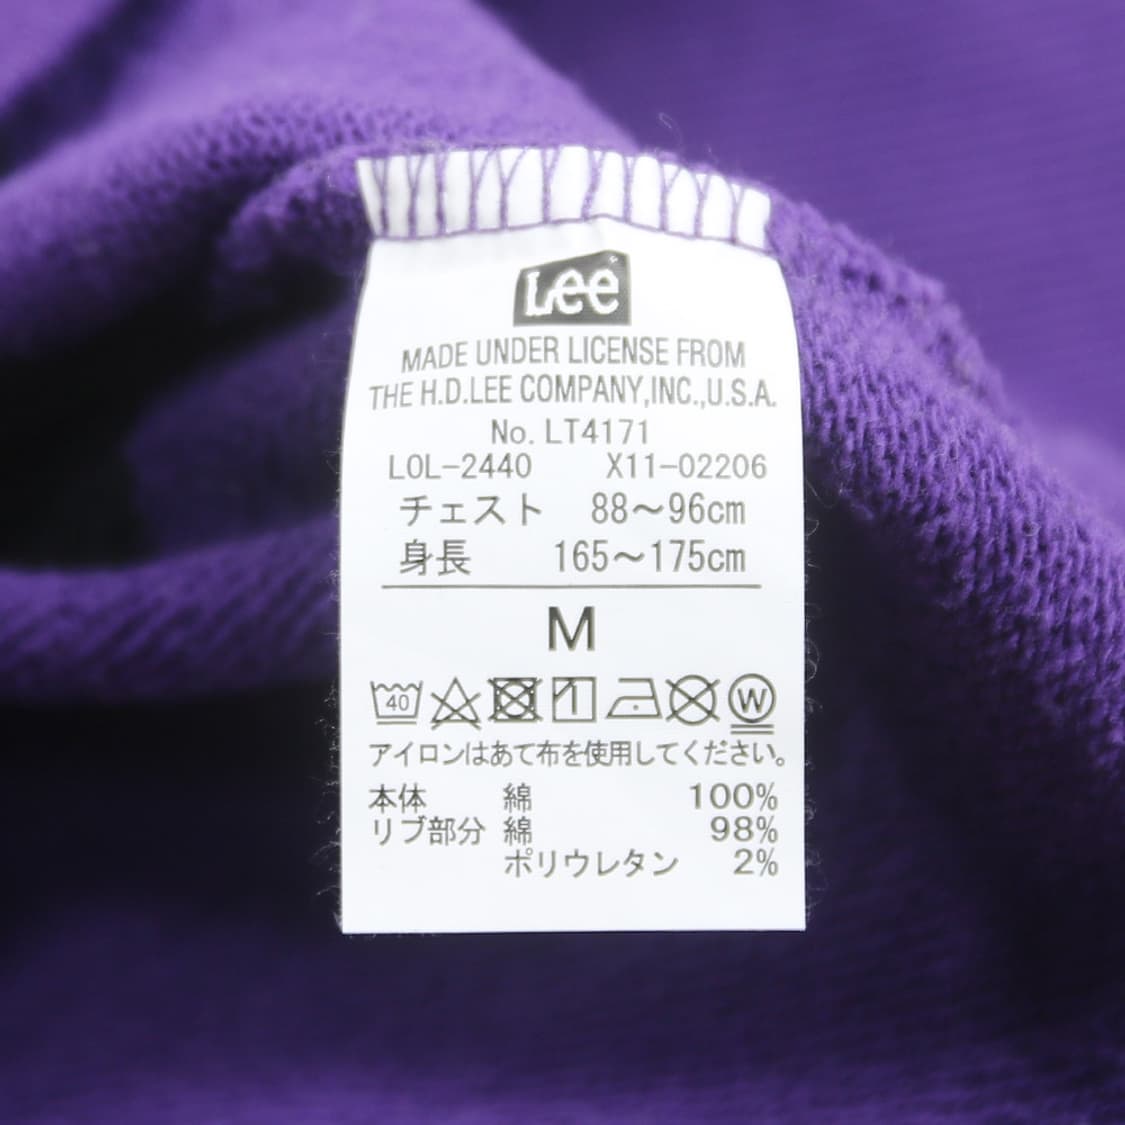 Lee
MADE UNDER LICENSE FROM
THE H.D.LEE COMPANY,INC.,U.S.A.
No. LT4171
LOL-2440 X11-02206
チェスト 88～96cm
身長 165～175cm
M
40 W
アイロンはあて布を使用してください。
本体 綿 100%
リブ部分 綿 98%
ポリウレタン 2%